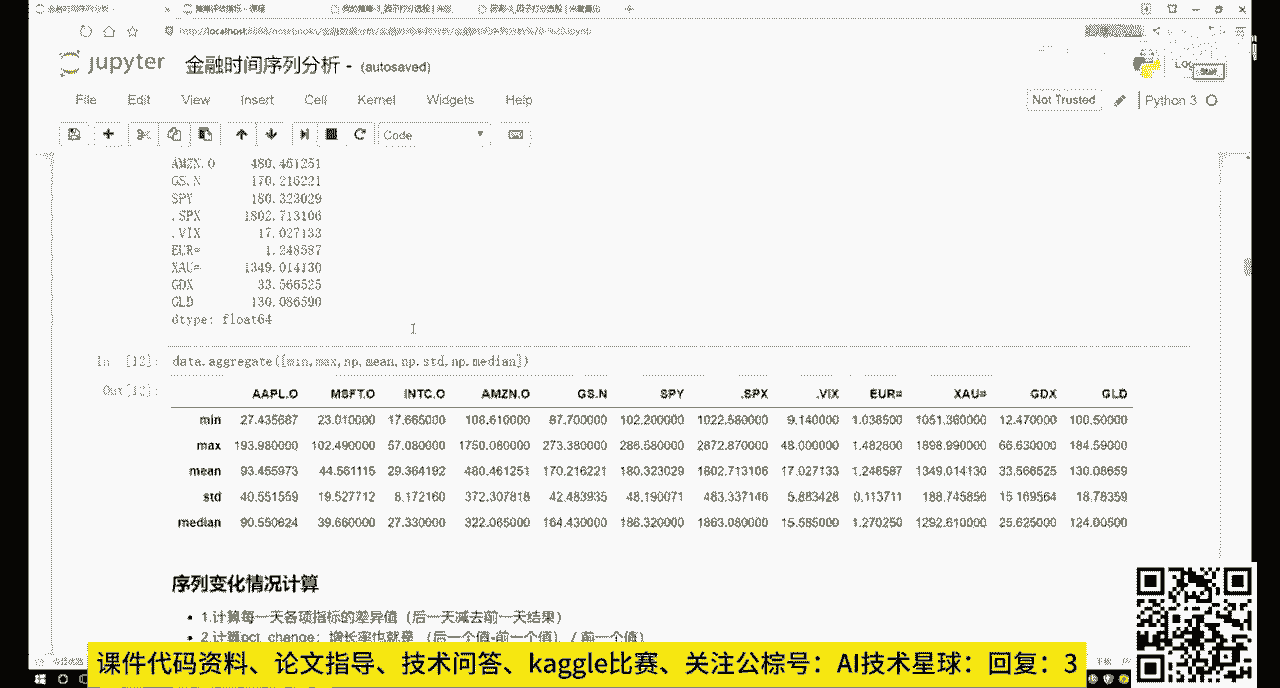 jupyter 金融时间序列分析 - (autosaved)
File Edit View Insert Cell Kernel Widgets Help
Not Trusted Python 3
Code
AMZN.O 480.461251
GS.N 170.216221
SPY 180.323029
.SPX 1802.713106
.VIX 17.027133
EUR= 1.248587
XAU= 1349.014130
GDX 33.566525
GLD 130.086590
dtype: float64
In [12]: data.aggregate([min,max,np.mean,np.std,np.median])
Out[12]:
AAPL.O MSFT.O INTC.O AMZN.O GS.N SPY .SPX .VIX EUR= XAU= GDX GLD
min 27.435687 23.010000 17.665000 108.610000 87.700000 102.200000 1022.580000 9.140000 1.038500 1051.360000 12.470000 100.50000
max 193.980000 102.490000 57.080000 1750.080000 273.380000 286.580000 2872.870000 48.000000 1.482600 1898.990000 66.630000 184.59000
mean 93.455973 44.561115 29.364192 480.461251 170.216221 180.323029 1802.713106 17.027133 1.248587 1349.014130 33.566525 130.08659
std 40.551559 19.527712 8.172160 372.307818 42.483935 48.190071 483.337146 5.883428 0.113711 188.745856 15.169564 18.78359
median 90.550624 39.660000 27.330000 322.065000 164.430000 186.320000 1863.080000 15.585000 1.270250 1292.610000 25.625000 124.00500
序列变化情况计算
1.计算每一天各项指标的差异值（后一天减去前一天结果）
2.计算pct_change：增长率也就是 （后一个值-前一个值）/ 前一个值）
课件代码资料、论文指导、技术问答、kaggle比赛、关注公棕号：AI技术星球：回复：3